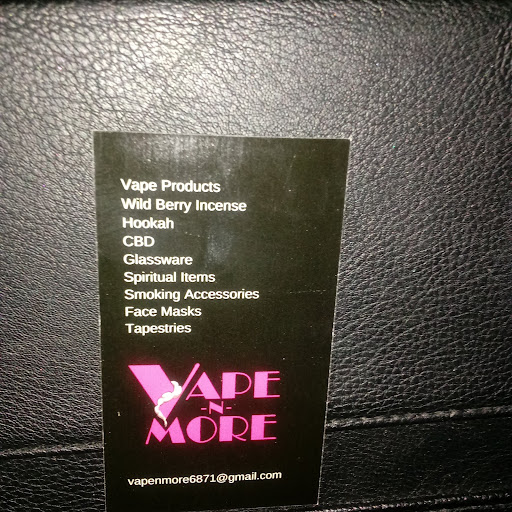 Vape Products
Wild Berry Incense
Hookah
CBD
Glassware
Spiritual Items
Smoking Accessories
Face Masks
Tapestries
VAPE
-N-
MORE
vapenmore6871@gmail.com